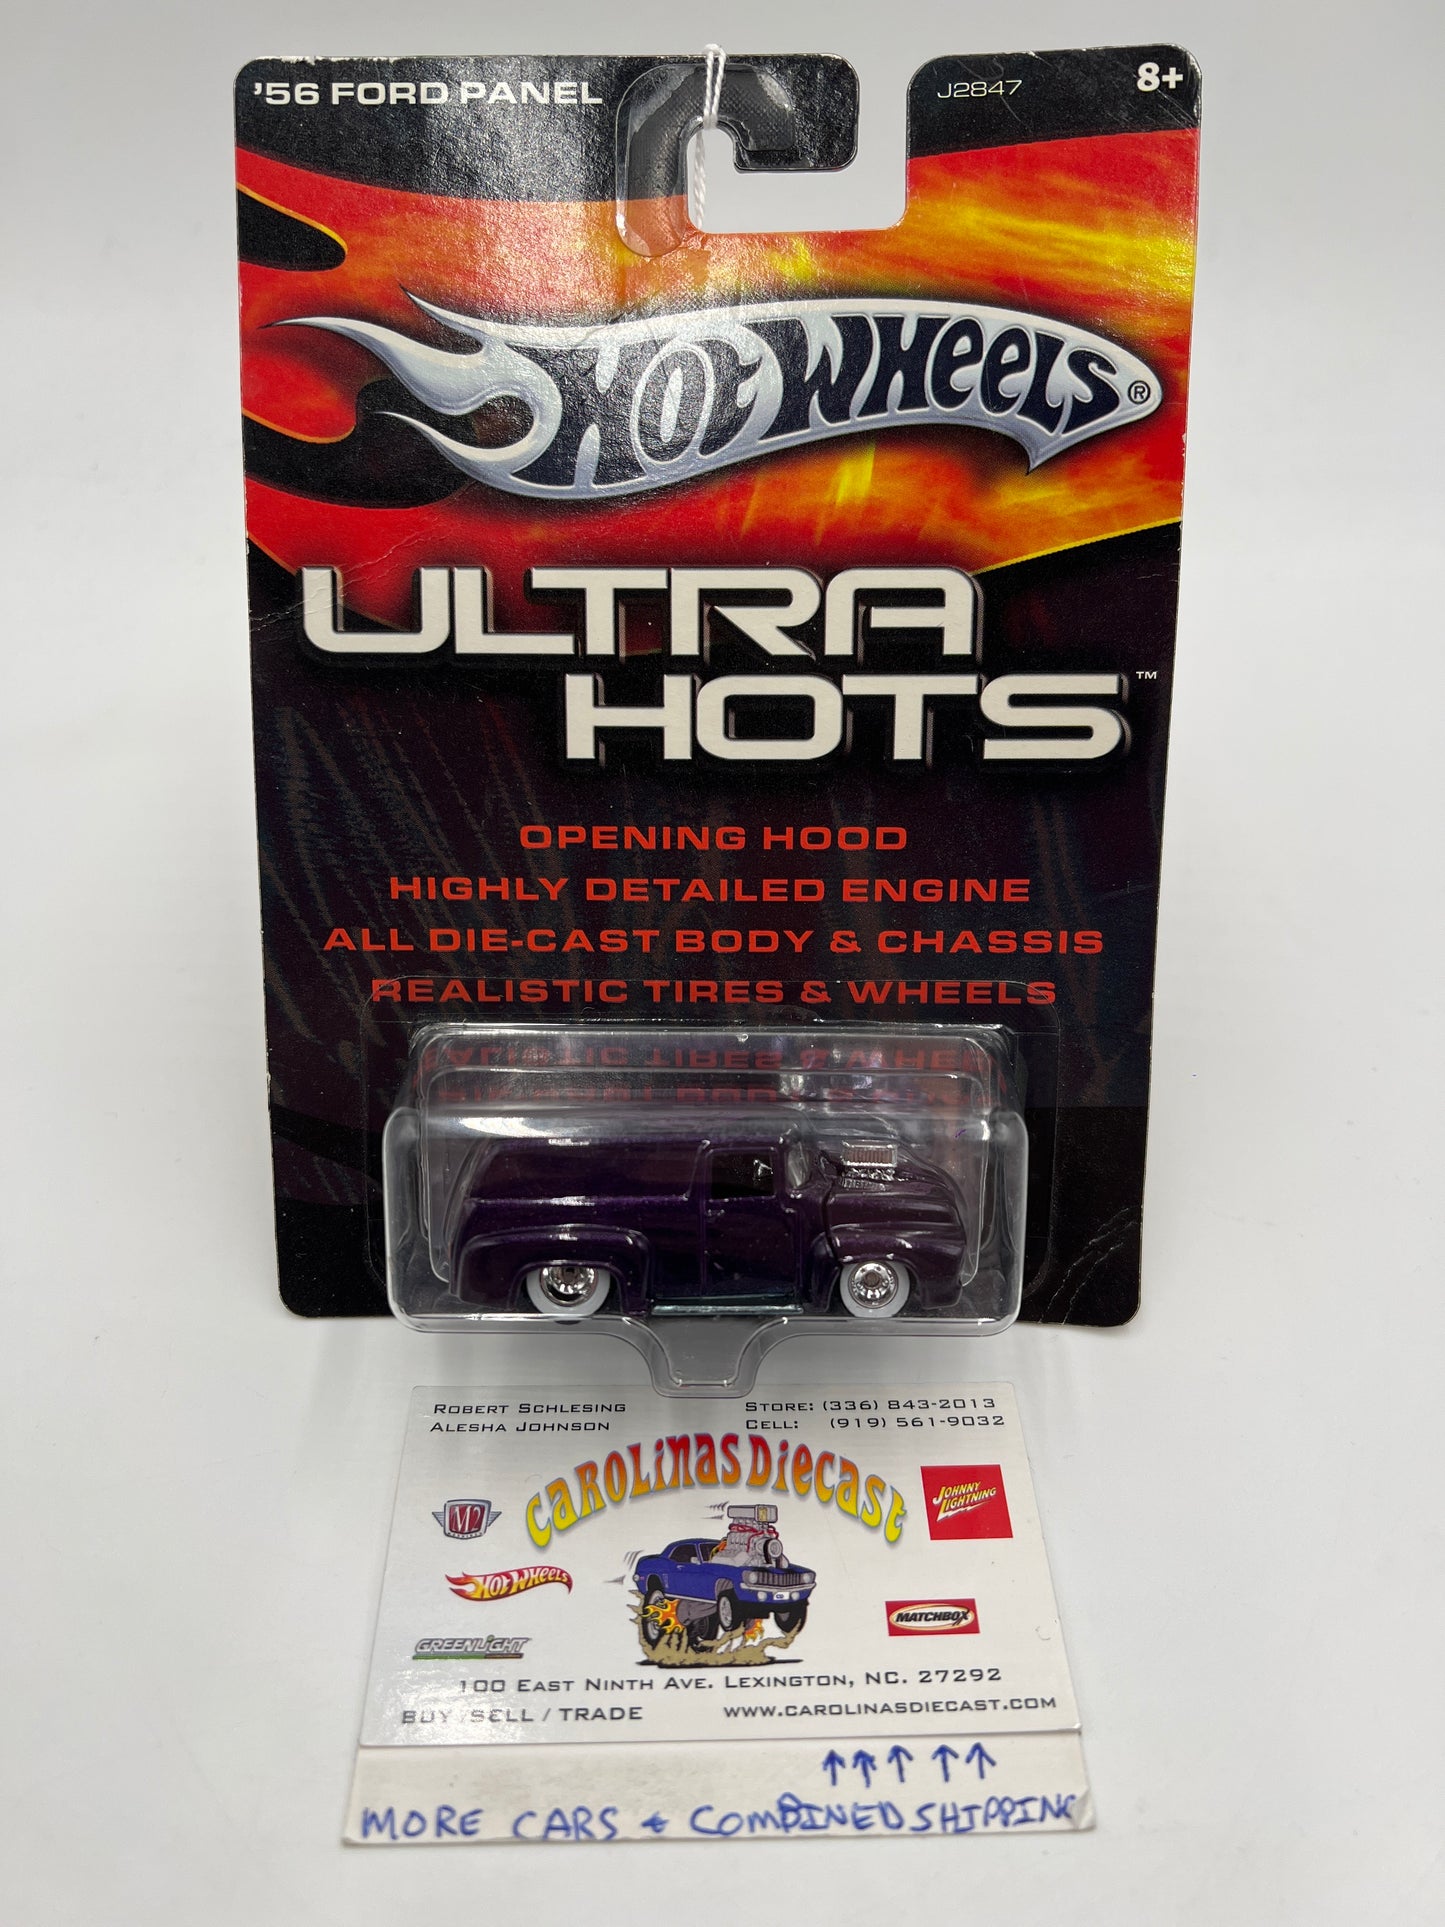 '56 FORD PANEL
J2847
8+
HOT WHEELS®
ULTRA
HOTS™
OPENING HOOD
HIGHLY DETAILED ENGINE
ALL DIE-CAST BODY & CHASSIS
REALISTIC TIRES & WHEELS
ROBERT SCHLESING
ALESHA JOHNSON
STORE: (336) 843-2013
CELL: (919) 561-9032
CAROLINAS DIECAST
M2
JOHNNY LIGHTNING
HOT WHEELS
MATCHBOX
GREENLIGHT
100 EAST NINTH AVE. LEXINGTON, NC. 27292
BUY / SELL / TRADE
WWW.CAROLINASDIECAST.COM
↑↑↑ ↑↑
MORE CARS & COMBINED SHIPPING